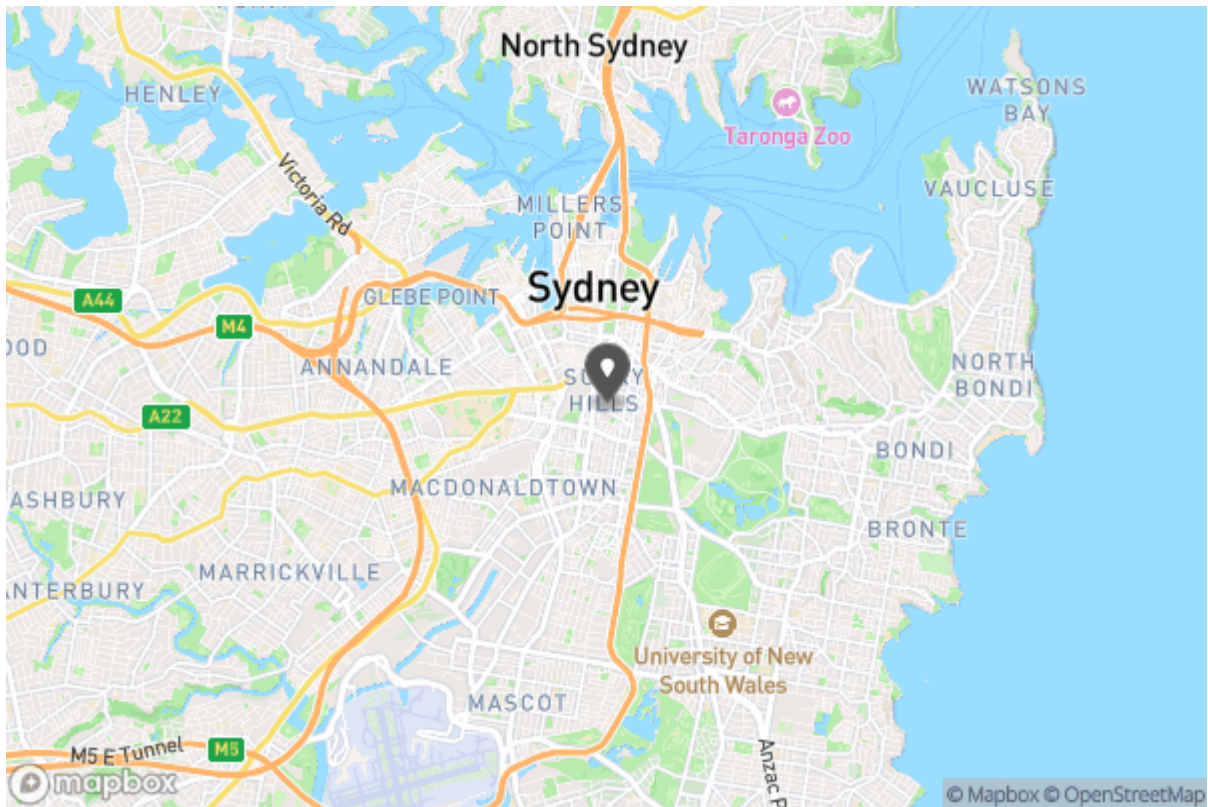 North Sydney
HENLEY
WATSONS
BAY
Taronga Zoo
Victoria Rd
VAUCLUSE
MILLERS
POINT
Sydney
GLEBE POINT
A44
M4
ANNANDALE
NORTH
BONDI
HILLS
A22
BONDI
MACDONALDTOWN
ASHBURY
BRONTE
MARRICKVILLE
University of New
South Wales
MASCOT
M5 E Tunnel
M5
mapbox
© Mapbox © OpenStreetMap